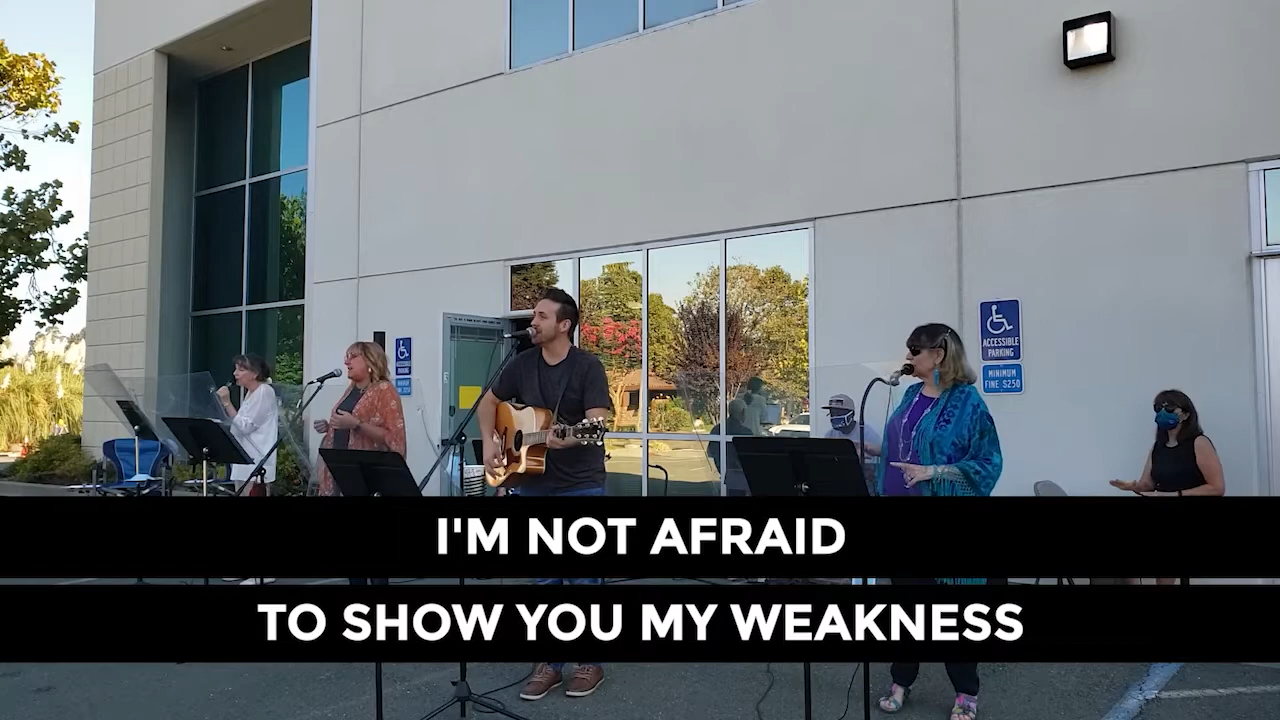 ACCESSIBLE
PARKING
MINIMUM
FINE $250
I'M NOT AFRAID
TO SHOW YOU MY WEAKNESS